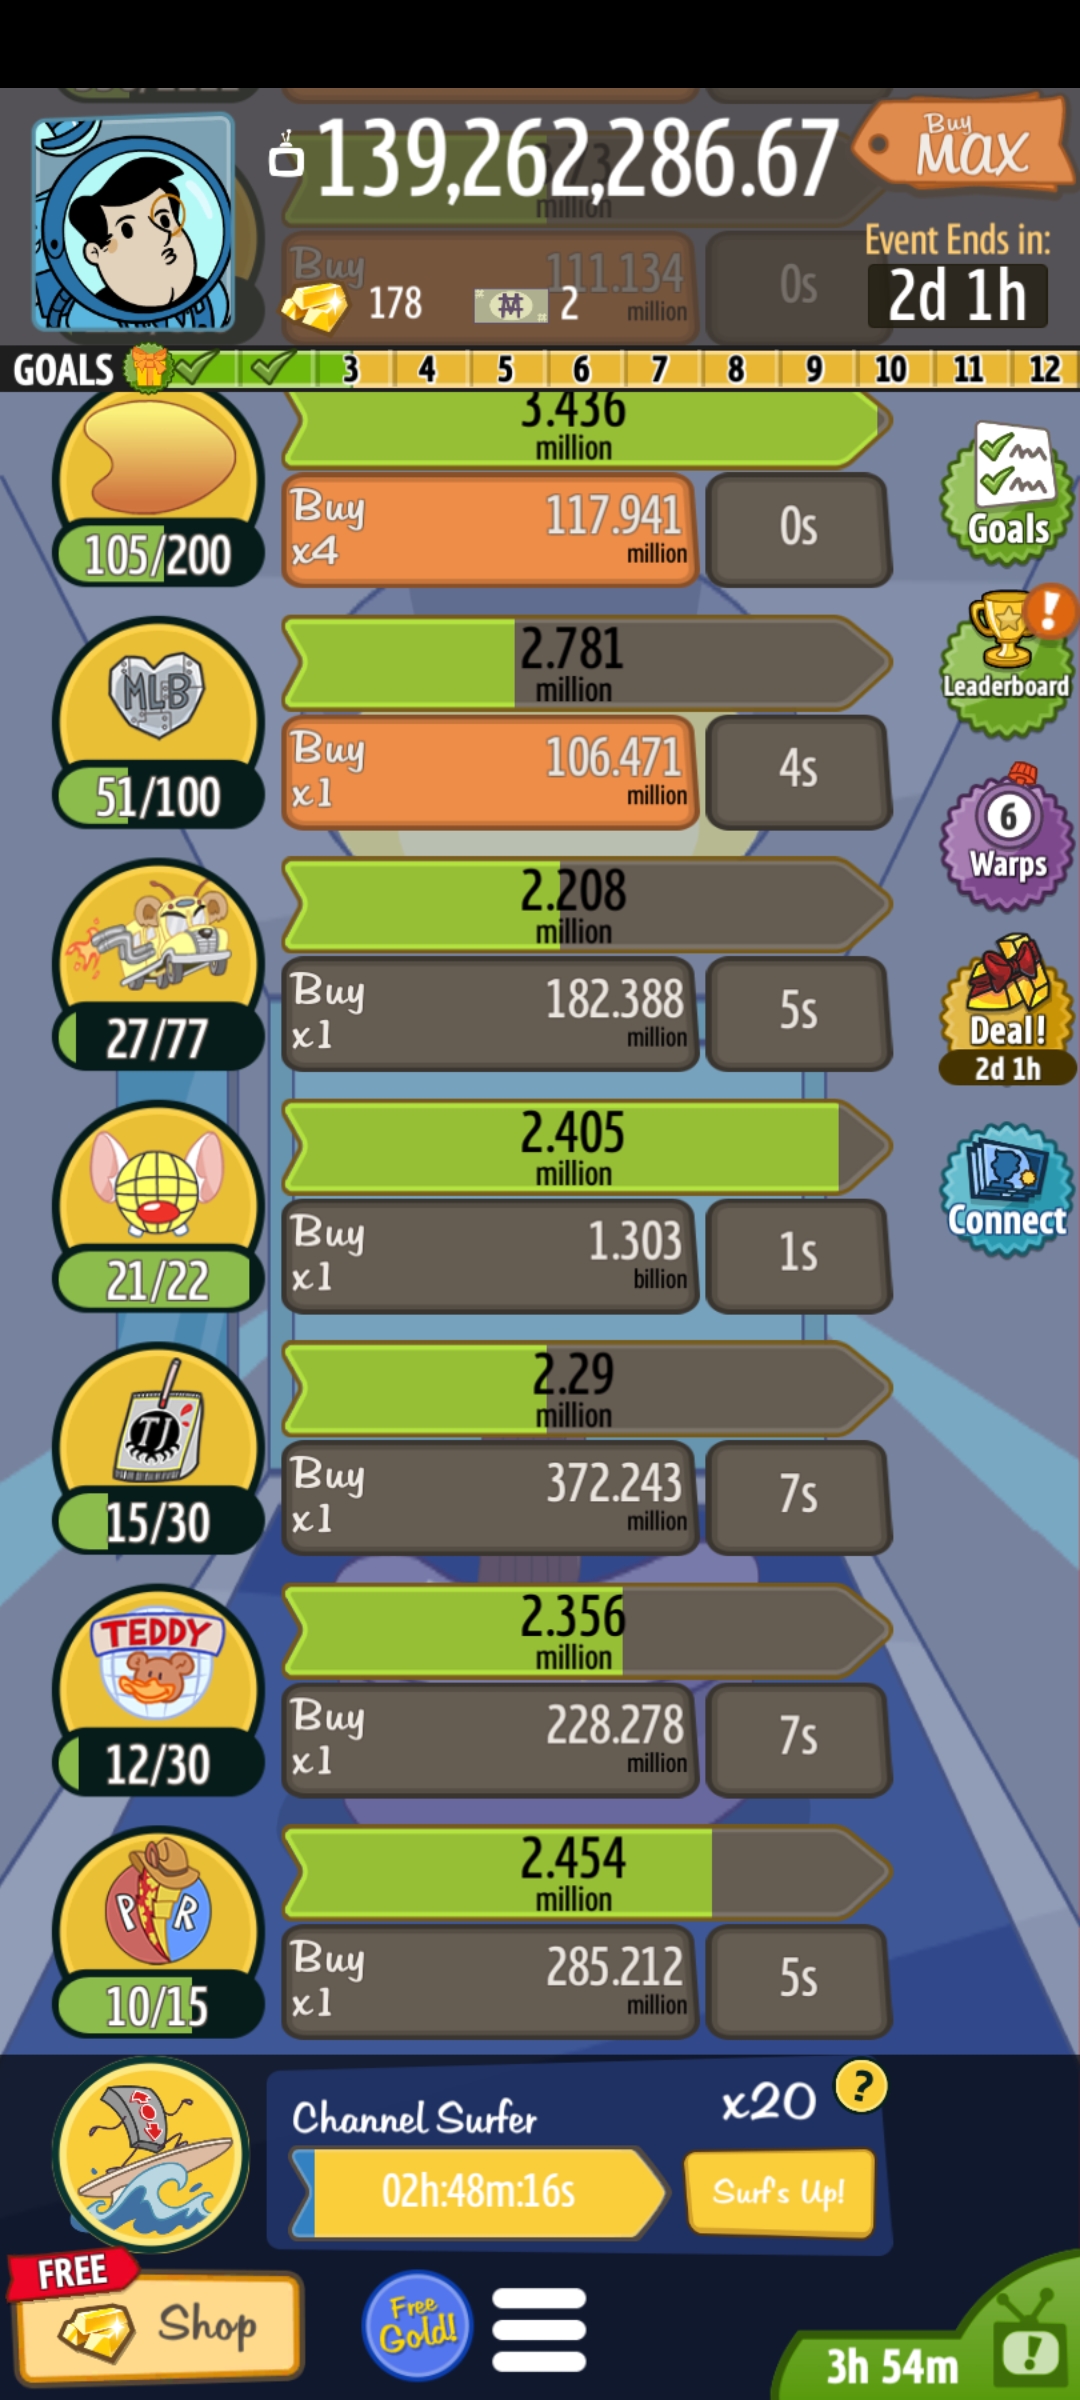 139,262,286.67
Buy
MAX
million
Event Ends in:
2d 1h
Buy
111.134
million
0s
178
2
GOALS 3 4 5 6 7 8 9 10 11 12
3.436
million
105/200
Buy
x4
117.941
million
0s
Goals
2.781
million
51/100
Buy
x1
106.471
million
4s
MLB
!
Leaderboard
2.208
million
27/77
Buy
x1
182.388
million
5s
6
Warps
Deal!
2d 1h
2.405
million
21/22
Buy
x1
1.303
billion
1s
Connect
2.29
million
TJ
15/30
Buy
x1
372.243
million
7s
2.356
million
TEDDY
12/30
Buy
x1
228.278
million
7s
2.454
million
P R
10/15
Buy
x1
285.212
million
5s
Channel Surfer
x20
?
02h:48m:16s
Surf's Up!
FREE
Shop
Free
Gold!
3h 54m
!